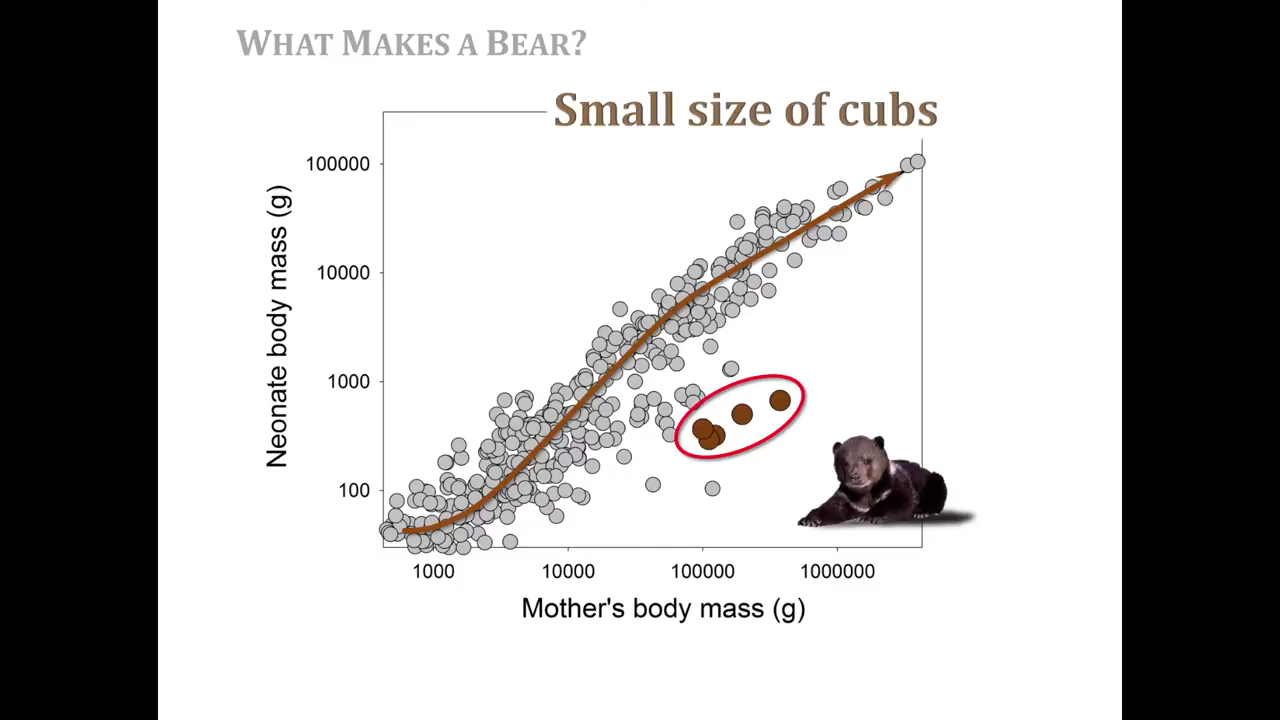 WHAT MAKES A BEAR?
Small size of cubs
Neonate body mass (g)
100000
10000
1000
100
1000 10000 100000 1000000
Mother's body mass (g)